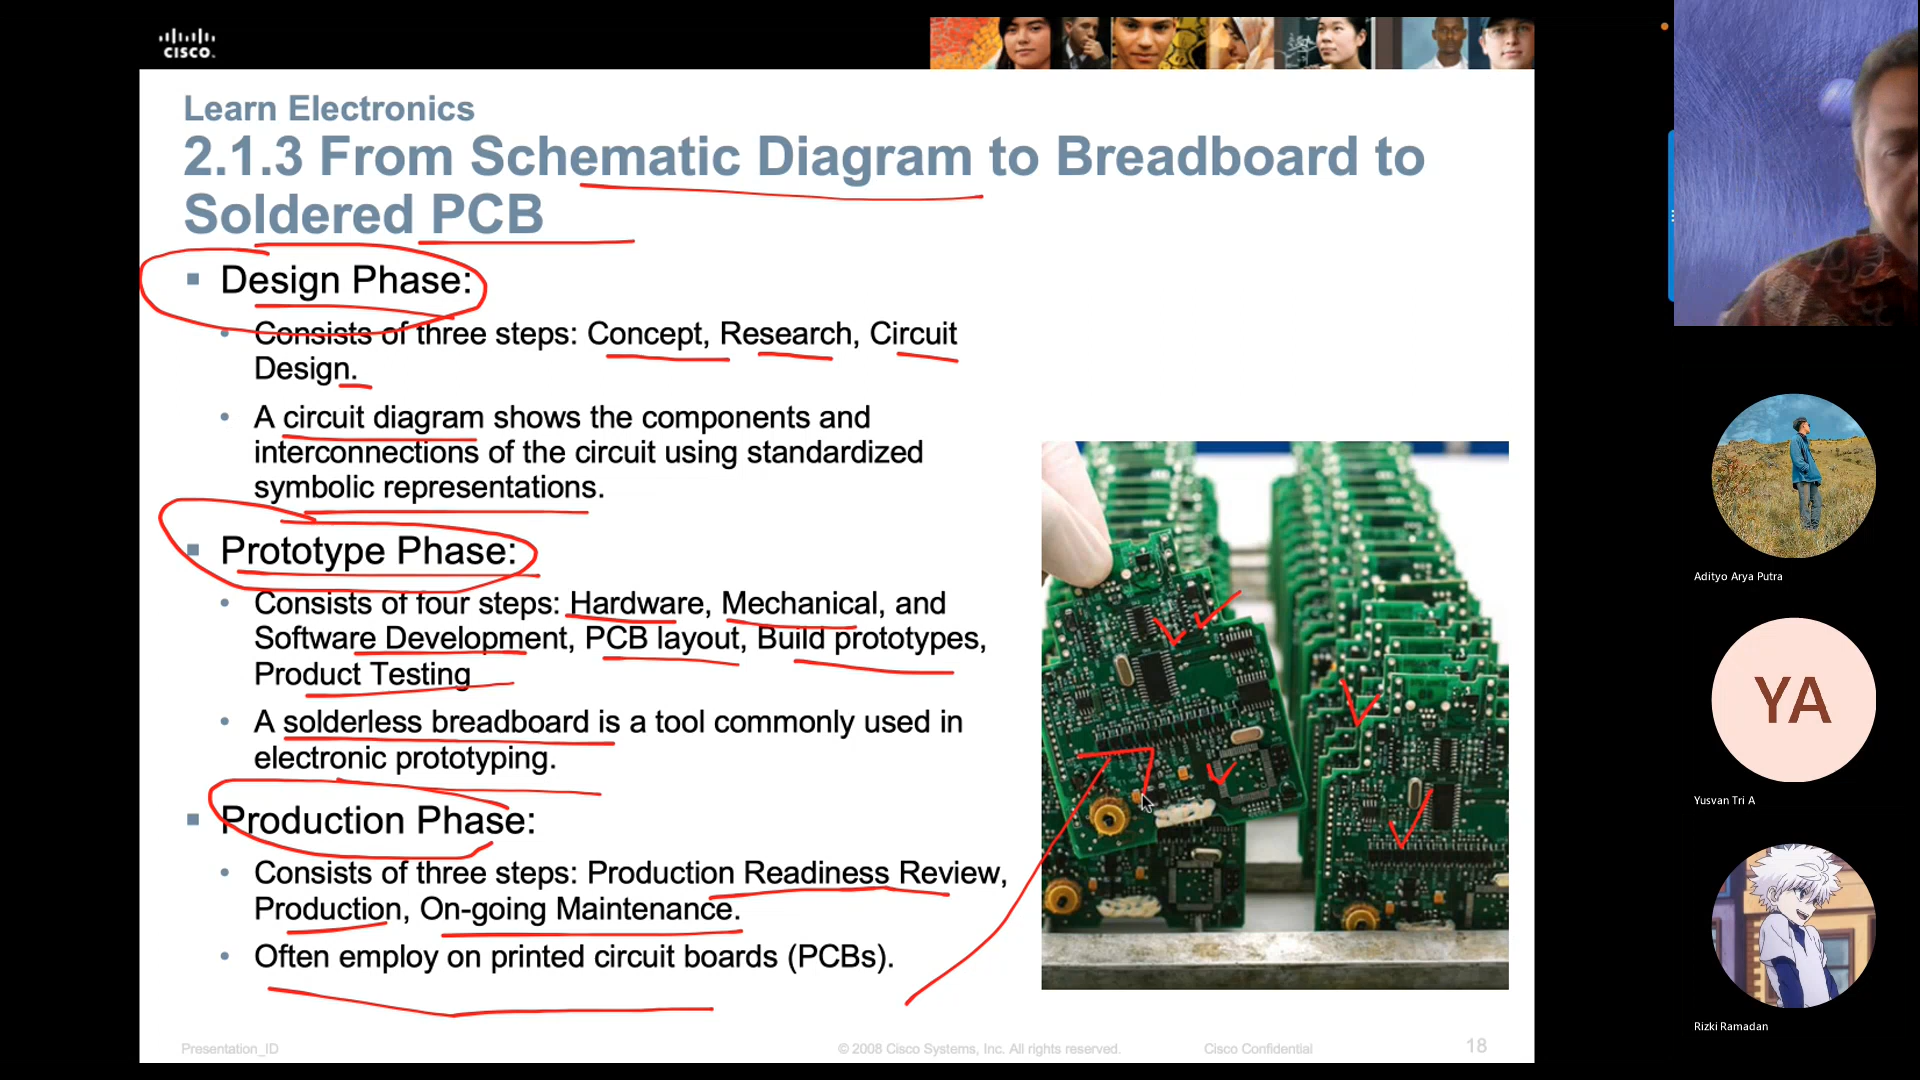 CISCO
Learn Electronics
2.1.3 From Schematic Diagram to Breadboard to
Soldered PCB
Design Phase:
Consists of three steps: Concept, Research, Circuit
Design.
A circuit diagram shows the components and
interconnections of the circuit using standardized
symbolic representations.
Prototype Phase:
Consists of four steps: Hardware, Mechanical, and
Software Development, PCB layout, Build prototypes,
Product Testing
A solderless breadboard is a tool commonly used in
electronic prototyping.
Production Phase:
Consists of three steps: Production Readiness Review,
Production, On-going Maintenance.
Often employ on printed circuit boards (PCBs).
Presentation_ID
© 2008 Cisco Systems, Inc. All rights reserved.
Cisco Confidential
18
Adityo Arya Putra
YA
Yusvan Tri A
Rizki Ramadan